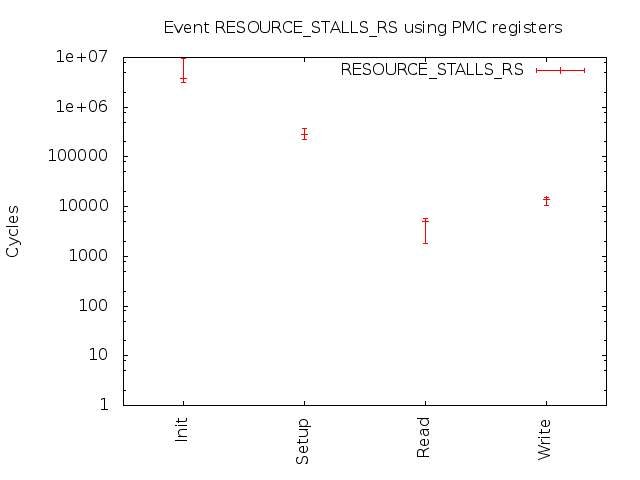 Event RESOURCE_STALLS_RS using PMC registers
RESOURCE_STALLS_RS
1e+07
1e+06
100000
10000
1000
100
10
1
Cycles
Init
Setup
Read
Write